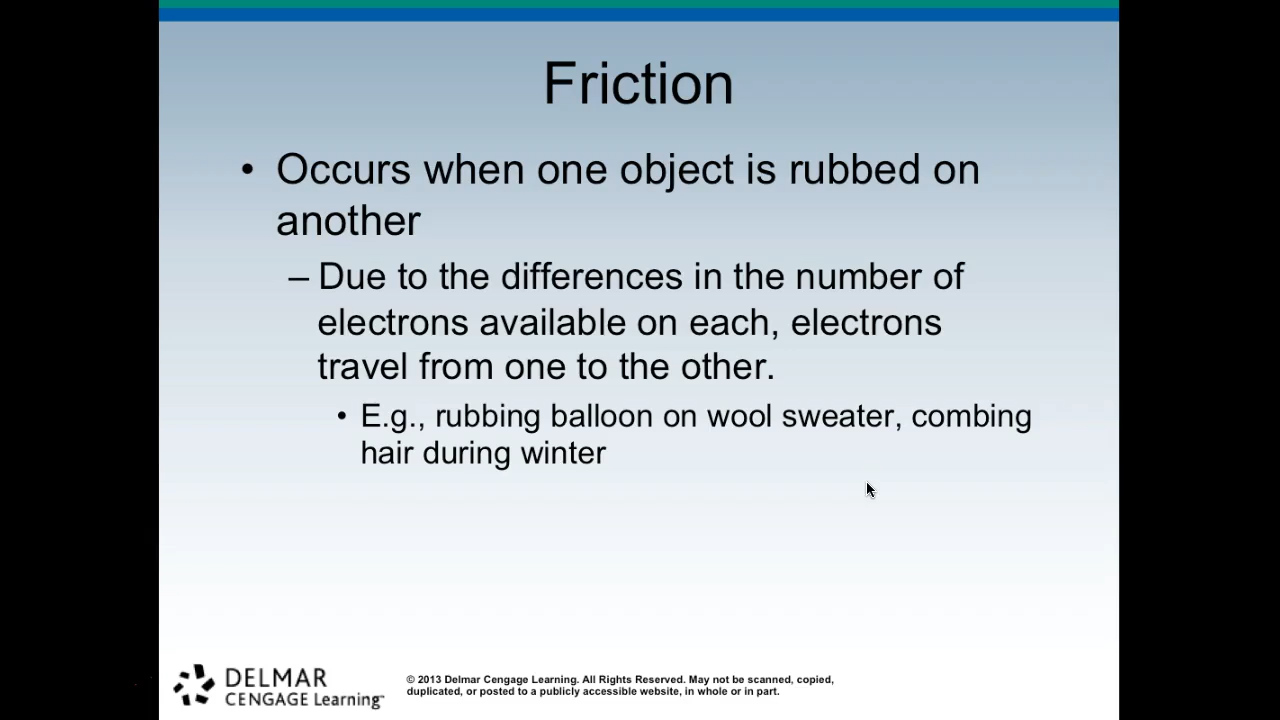 Friction
• Occurs when one object is rubbed on
another
– Due to the differences in the number of
electrons available on each, electrons
travel from one to the other.
• E.g., rubbing balloon on wool sweater, combing
hair during winter
DELMAR
CENGAGE Learning™
© 2013 Delmar Cengage Learning. All Rights Reserved. May not be scanned, copied,
duplicated, or posted to a publicly accessible website, in whole or in part.